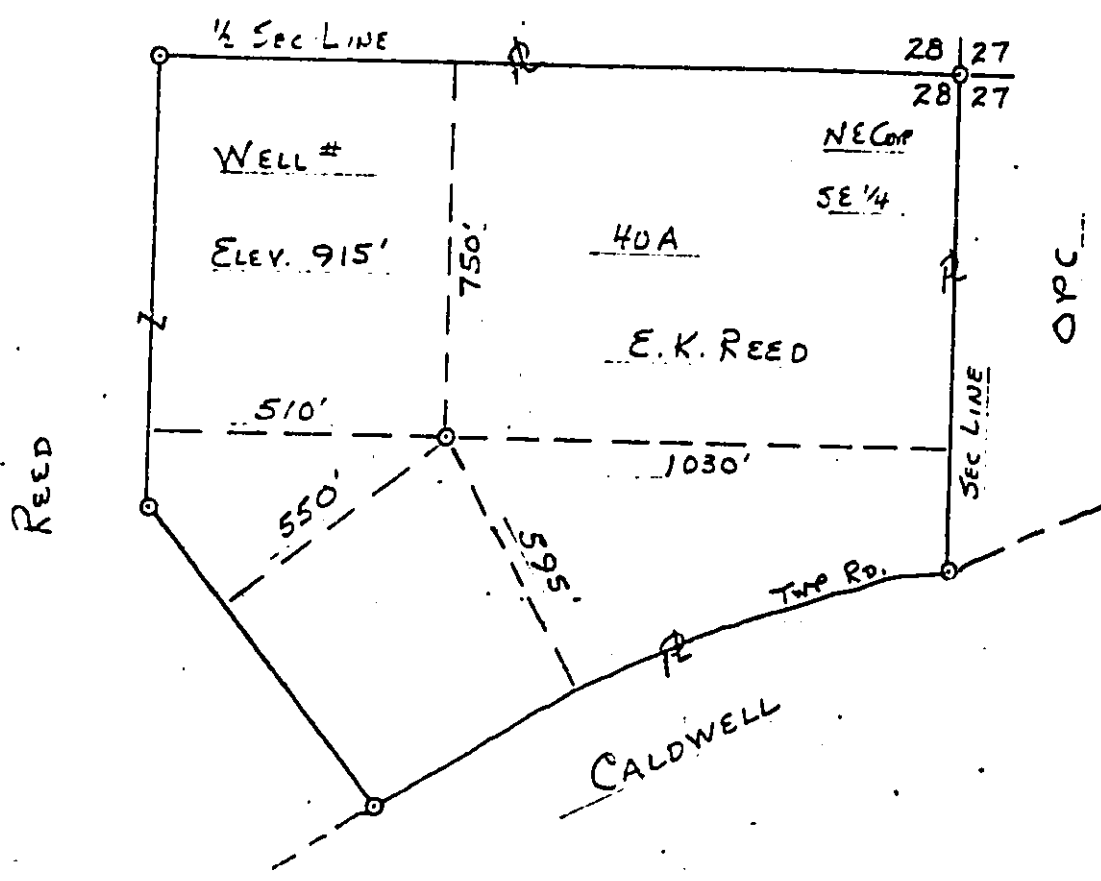 ½ Sec Line
28 27
28 27
NE Cor
SE ¼
WELL #
ELEV. 915'
750'
40A
E. K. REED
OPC
510'
1030'
SEC LINE
REED
550'
595'
TWP RD.
CALDWELL